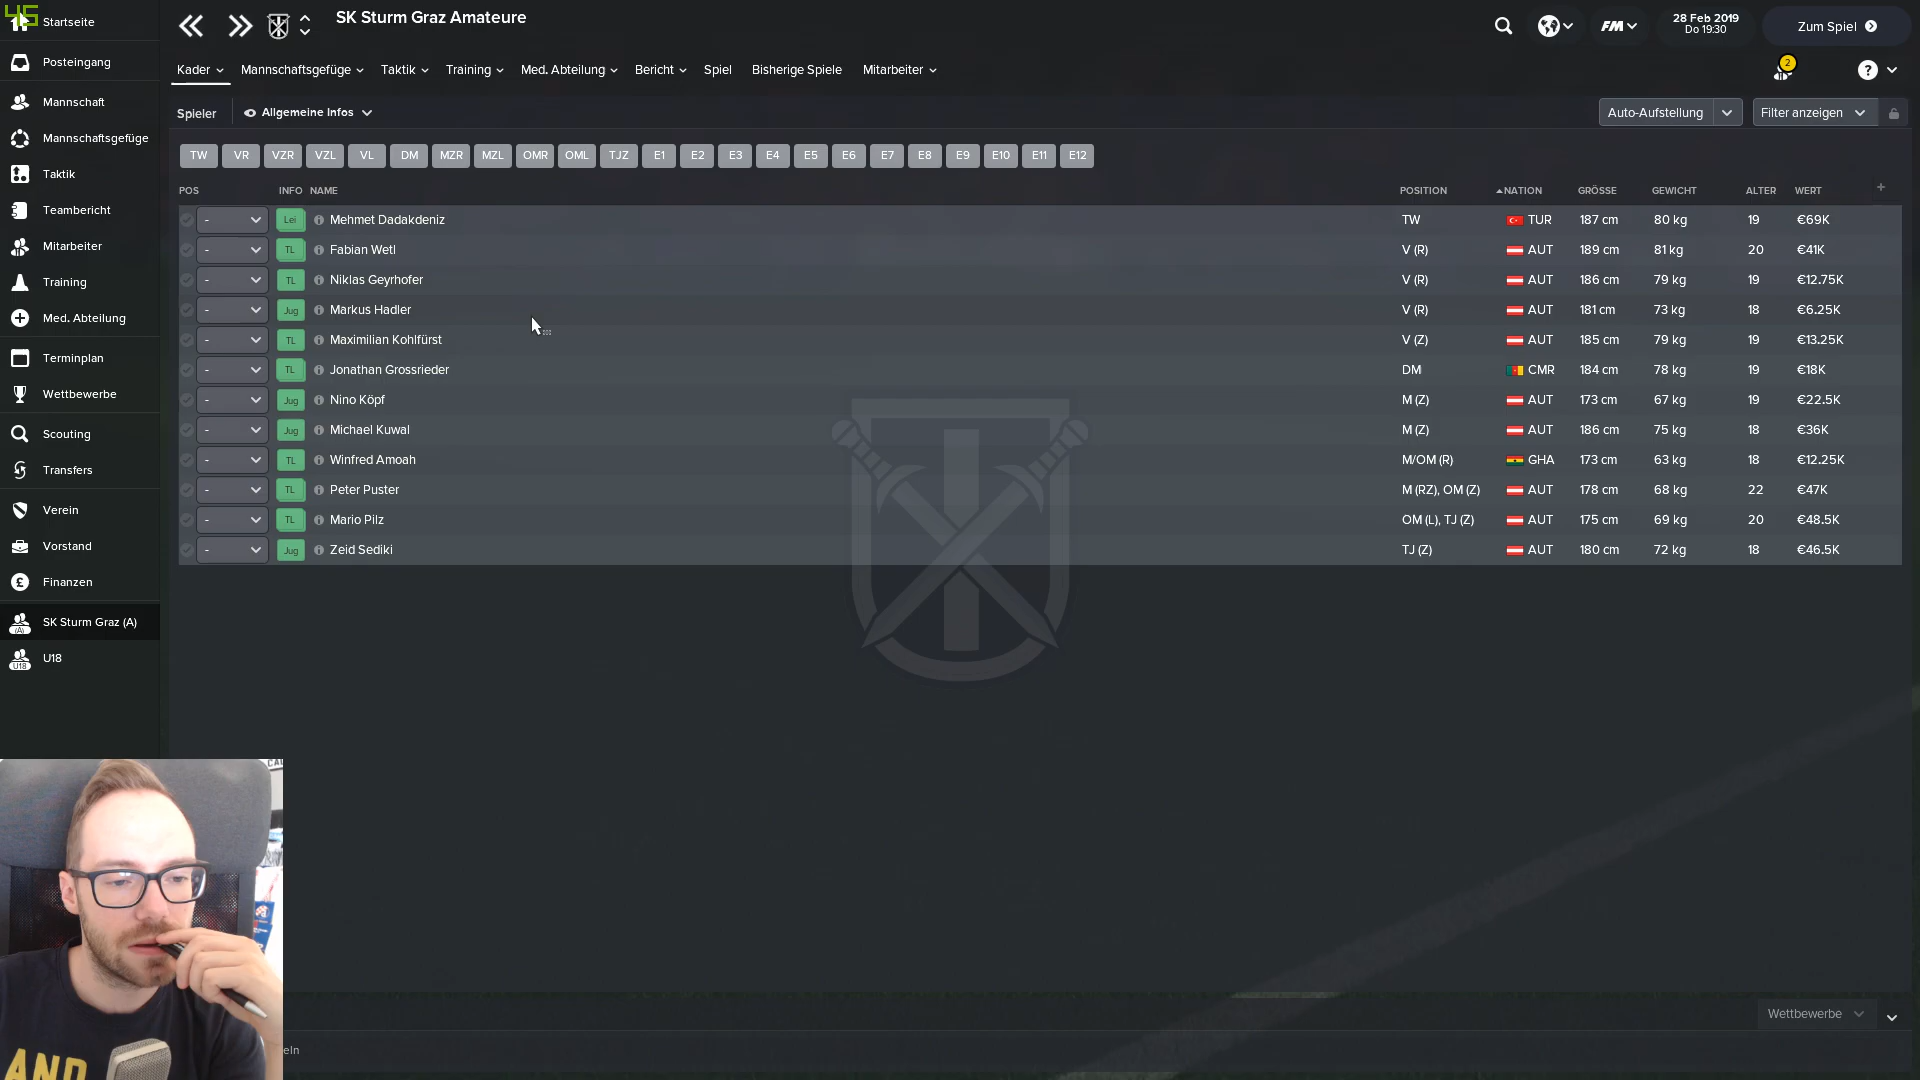 45
Startseite
SK Sturm Graz Amateure
FM
28 Feb 2019
Do 19:30
Zum Spiel
Posteingang
Kader
Mannschaftsgefüge
Taktik
Training
Med. Abteilung
Bericht
Spiel
Bisherige Spiele
Mitarbeiter
2
?
Mannschaft
Mannschaftsgefüge
Taktik
Teambericht
Mitarbeiter
Training
Med. Abteilung
Terminplan
Wettbewerbe
Scouting
Transfers
Verein
Vorstand
Finanzen
SK Sturm Graz (A)
U18
Spieler
Allgemeine Infos
Auto-Aufstellung
Filter anzeigen
TW VR VZR VZL VL DM MZR MZL OMR OML TJZ E1 E2 E3 E4 E5 E6 E7 E8 E9 E10 E11 E12
POS INFO NAME POSITION NATION GRÖSSE GEWICHT ALTER WERT +
- Lei Mehmet Dadakdeniz TW TUR 187 cm 80 kg 19 €69K
- TL Fabian Wetl V (R) AUT 189 cm 81 kg 20 €41K
- TL Niklas Geyrhofer V (R) AUT 186 cm 79 kg 19 €12.75K
- Jug Markus Hadler V (R) AUT 181 cm 73 kg 18 €6.25K
- TL Maximilian Kohlfürst V (Z) AUT 185 cm 79 kg 19 €13.25K
- TL Jonathan Grossrieder DM CMR 184 cm 78 kg 19 €18K
- Jug Nino Köpf M (Z) AUT 173 cm 67 kg 19 €22.5K
- Jug Michael Kuwal M (Z) AUT 186 cm 75 kg 18 €36K
- TL Winfred Amoah M/OM (R) GHA 173 cm 63 kg 18 €12.25K
- TL Peter Puster M (RZ), OM (Z) AUT 178 cm 68 kg 22 €47K
- TL Mario Pilz OM (L), TJ (Z) AUT 175 cm 69 kg 20 €48.5K
- Jug Zeid Sediki TJ (Z) AUT 180 cm 72 kg 18 €46.5K
Wettbewerbe
eln
AND